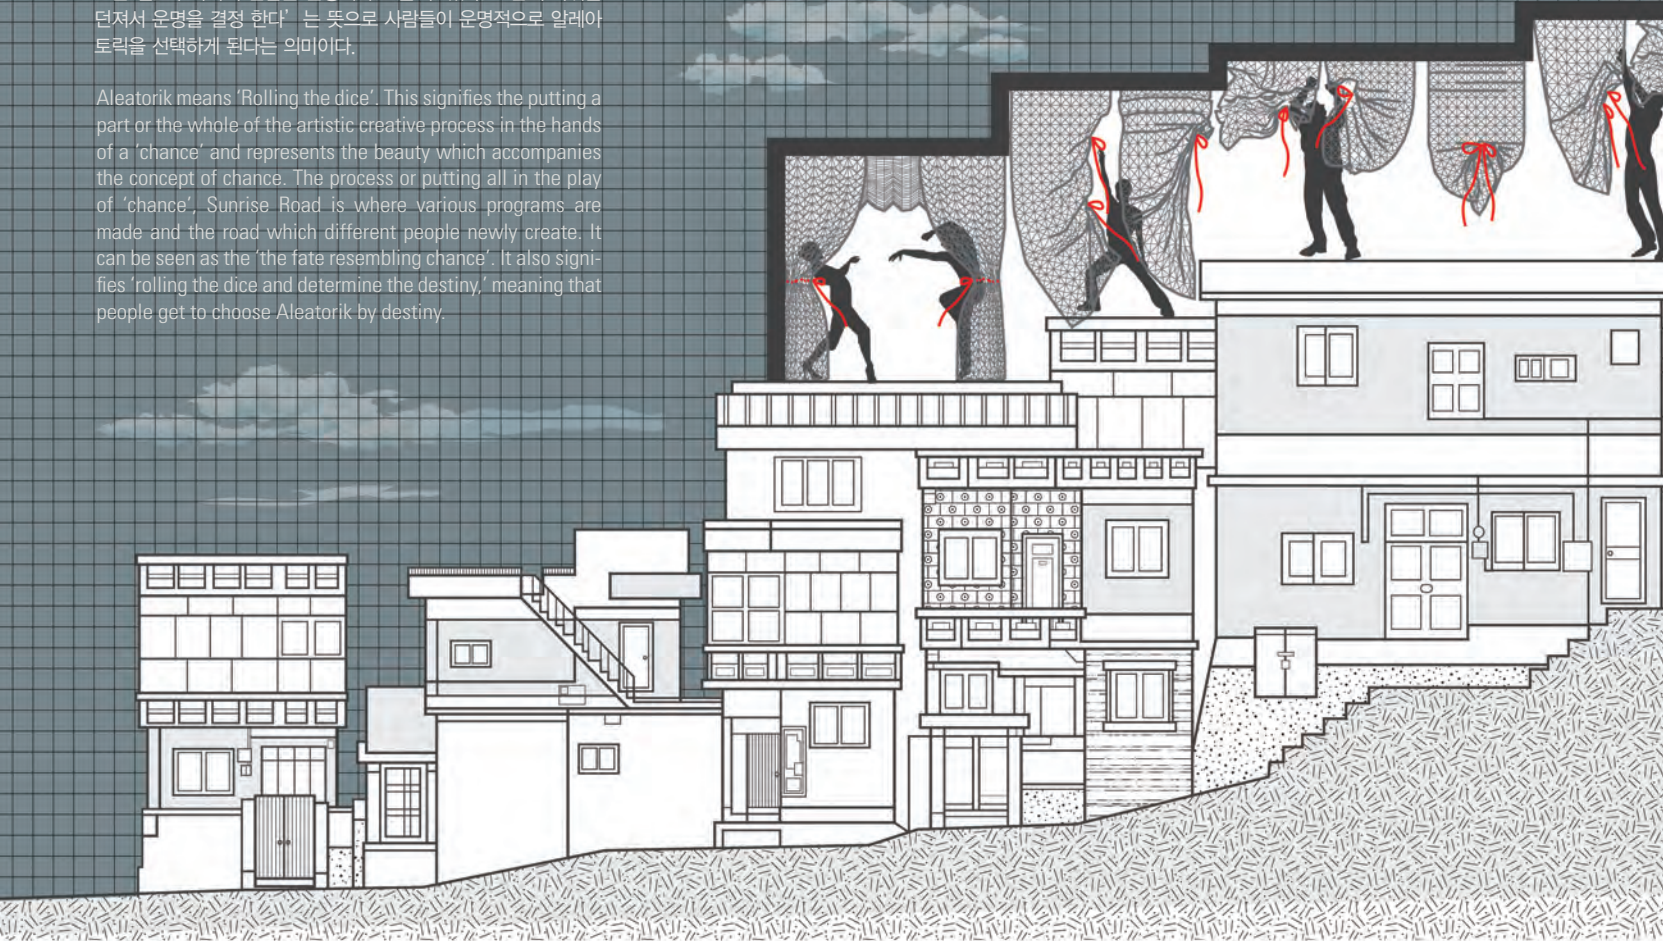 던져서 운명을 결정 한다’ 는 뜻으로 사람들이 운명적으로 알레아
토릭을 선택하게 된다는 의미이다.
Aleatorik means ‘Rolling the dice’. This signifies the putting a
part or the whole of the artistic creative process in the hands
of a ‘chance’ and represents the beauty which accompanies
the concept of chance. The process or putting all in the play
of ‘chance’, Sunrise Road is where various programs are
made and the road which different people newly create. It
can be seen as the ‘the fate resembling chance’. It also signi-
fies ‘rolling the dice and determine the destiny,’ meaning that
people get to choose Aleatorik by destiny.